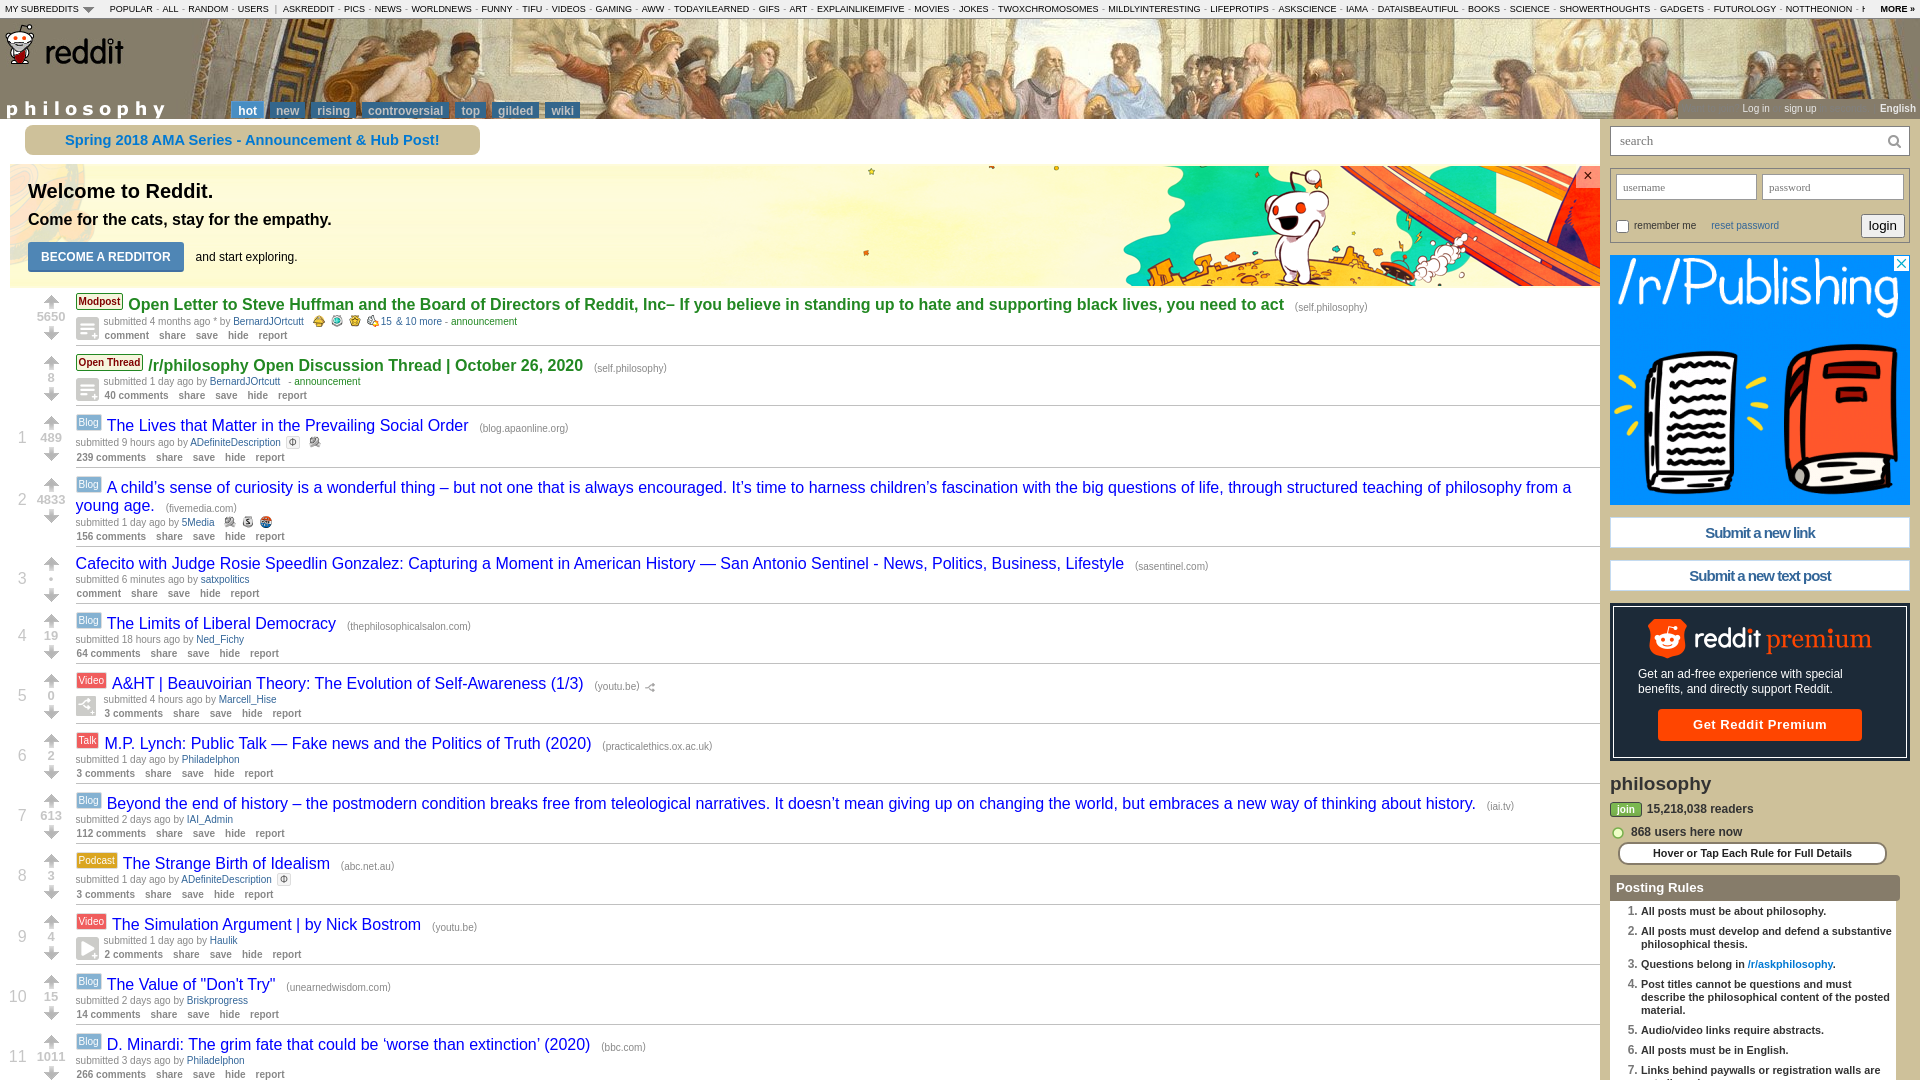 MY SUBREDDITS POPULAR - ALL - RANDOM - USERS | ASKREDDIT - PICS - NEWS - WORLDNEWS - FUNNY - TIFU - VIDEOS - GAMING - AWW - TODAYILEARNED - GIFS - ART - EXPLAINLIKEIMFIVE - MOVIES - JOKES - TWOXCHROMOSOMES - MILDLYINTERESTING - LIFEPROTIPS - ASKSCIENCE - IAMA - DATAISBEAUTIFUL - BOOKS - SCIENCE - SHOWERTHOUGHTS - GADGETS - FUTUROLOGY - NOTTHEONION - MORE »
reddit
philosophy hot new rising controversial top gilded wiki
Log in sign up English
Spring 2018 AMA Series - Announcement & Hub Post!
Welcome to Reddit.
Come for the cats, stay for the empathy.
BECOME A REDDITOR and start exploring.
×
5650
Modpost Open Letter to Steve Huffman and the Board of Directors of Reddit, Inc– If you believe in standing up to hate and supporting black lives, you need to act (self.philosophy)
submitted 4 months ago * by BernardJOrtcutt 15 & 10 more - announcement
comment share save hide report
8
Open Thread /r/philosophy Open Discussion Thread | October 26, 2020 (self.philosophy)
submitted 1 day ago by BernardJOrtcutt - announcement
40 comments share save hide report
1 489
Blog The Lives that Matter in the Prevailing Social Order (blog.apaonline.org)
submitted 9 hours ago by ADefiniteDescription Φ
239 comments share save hide report
2 4833
Blog A child’s sense of curiosity is a wonderful thing – but not one that is always encouraged. It’s time to harness children’s fascination with the big questions of life, through structured teaching of philosophy from a
young age. (fivemedia.com)
submitted 1 day ago by 5Media
156 comments share save hide report
3 •
Cafecito with Judge Rosie Speedlin Gonzalez: Capturing a Moment in American History — San Antonio Sentinel - News, Politics, Business, Lifestyle (sasentinel.com)
submitted 6 minutes ago by satxpolitics
comment share save hide report
4 19
Blog The Limits of Liberal Democracy (thephilosophicalsalon.com)
submitted 18 hours ago by Ned_Fichy
64 comments share save hide report
5 0
Video A&HT | Beauvoirian Theory: The Evolution of Self-Awareness (1/3) (youtu.be)
submitted 4 hours ago by Marcell_Hise
3 comments share save hide report
6 2
Talk M.P. Lynch: Public Talk — Fake news and the Politics of Truth (2020) (practicalethics.ox.ac.uk)
submitted 1 day ago by Philadelphon
3 comments share save hide report
7 613
Blog Beyond the end of history – the postmodern condition breaks free from teleological narratives. It doesn’t mean giving up on changing the world, but embraces a new way of thinking about history. (iai.tv)
submitted 2 days ago by IAI_Admin
112 comments share save hide report
8 3
Podcast The Strange Birth of Idealism (abc.net.au)
submitted 1 day ago by ADefiniteDescription Φ
3 comments share save hide report
9 4
Video The Simulation Argument | by Nick Bostrom (youtu.be)
submitted 1 day ago by Haulik
2 comments share save hide report
10 15
Blog The Value of "Don't Try" (unearnedwisdom.com)
submitted 2 days ago by Briskprogress
14 comments share save hide report
11 1011
Blog D. Minardi: The grim fate that could be ‘worse than extinction’ (2020) (bbc.com)
submitted 3 days ago by Philadelphon
266 comments share save hide report
search
username password
remember me reset password login
/r/Publishing
Submit a new link
Submit a new text post
reddit premium
Get an ad-free experience with special
benefits, and directly support Reddit.
Get Reddit Premium
philosophy
join 15,218,038 readers
868 users here now
Hover or Tap Each Rule for Full Details
Posting Rules
1. All posts must be about philosophy.
2. All posts must develop and defend a substantive
philosophical thesis.
3. Questions belong in /r/askphilosophy.
4. Post titles cannot be questions and must
describe the philosophical content of the posted
material.
5. Audio/video links require abstracts.
6. All posts must be in English.
7. Links behind paywalls or registration walls are